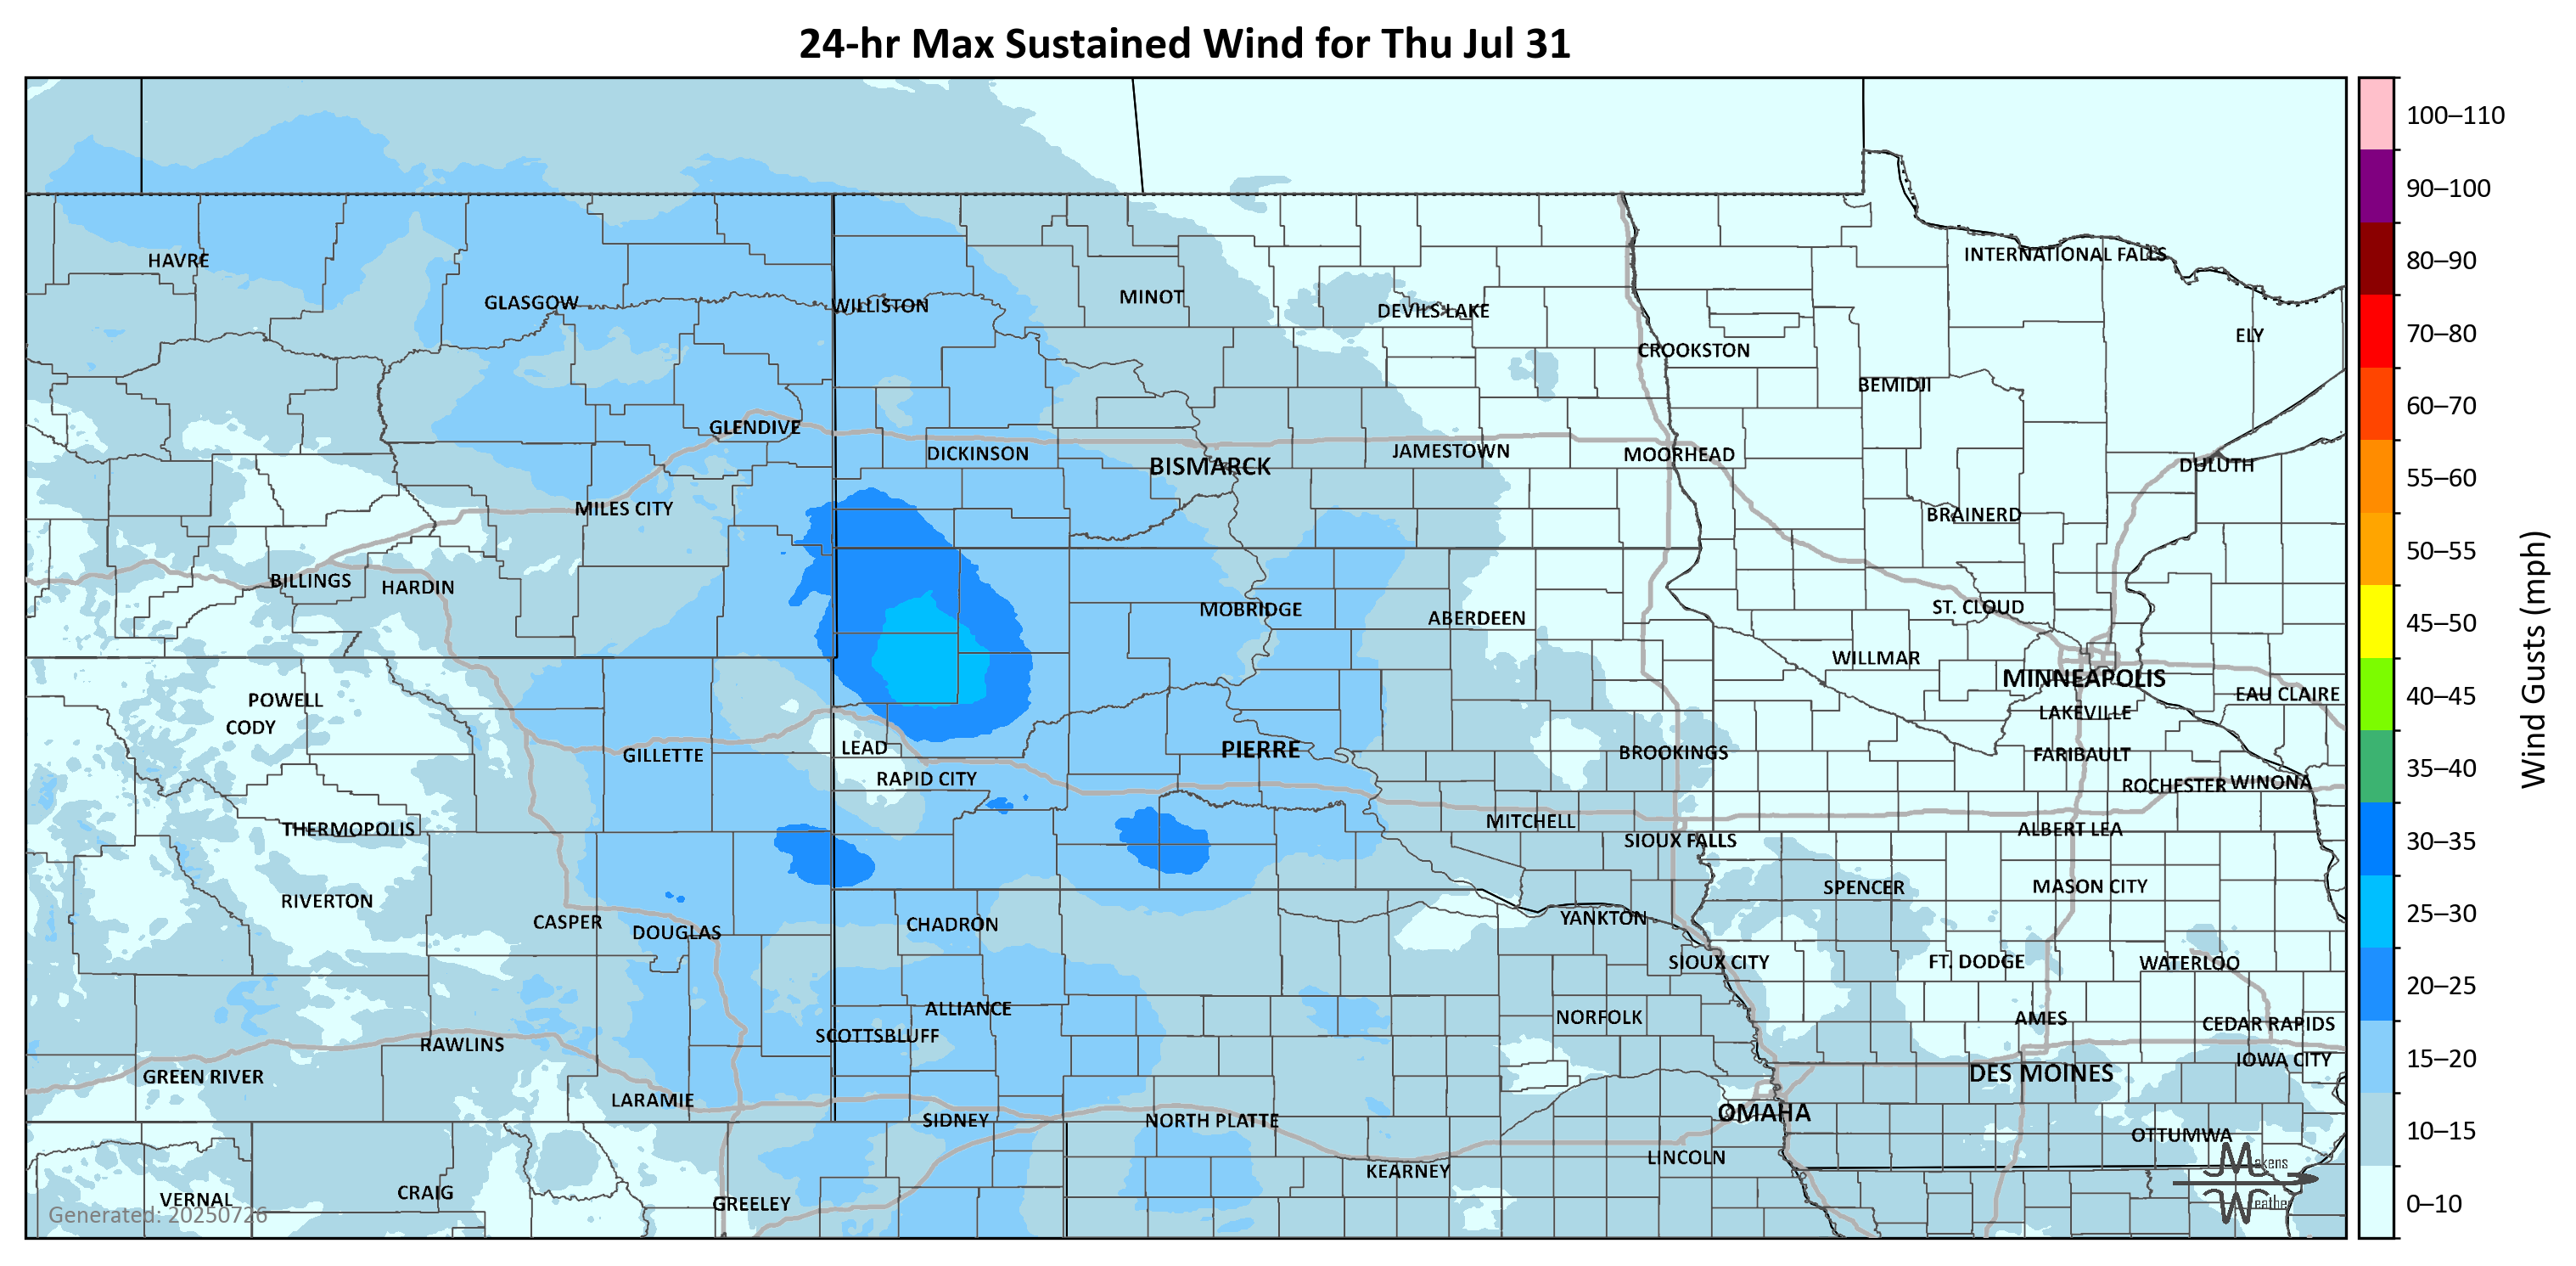 24-hr Max Sustained Wind for Thu Jul 31
100–110
90–100
80–90
70–80
60–70
55–60
50–55
45–50
40–45
35–40
30–35
25–30
20–25
15–20
10–15
0–10
Wind Gusts (mph)
HAVRE
INTERNATIONAL FALLS
GLASGOW
WILLISTON
MINOT
DEVILS LAKE
ELY
CROOKSTON
BEMIDJI
GLENDIVE
DICKINSON
BISMARCK
JAMESTOWN
MOORHEAD
DULUTH
MILES CITY
BRAINERD
BILLINGS
HARDIN
MOBRIDGE
ABERDEEN
ST. CLOUD
WILLMAR
MINNEAPOLIS
EAU CLAIRE
POWELL
CODY
LAKEVILLE
GILLETTE
LEAD
PIERRE
BROOKINGS
FARIBAULT
RAPID CITY
ROCHESTER
WINONA
THERMOPOLIS
MITCHELL
SIOUX FALLS
ALBERT LEA
RIVERTON
SPENCER
MASON CITY
CASPER
DOUGLAS
CHADRON
YANKTON
SIOUX CITY
FT. DODGE
WATERLOO
ALLIANCE
SCOTTSBLUFF
NORFOLK
AMES
CEDAR RAPIDS
RAWLINS
IOWA CITY
GREEN RIVER
DES MOINES
LARAMIE
SIDNEY
NORTH PLATTE
OMAHA
OTTUMWA
KEARNEY
LINCOLN
VERNAL
CRAIG
GREELEY
Makens
Weather
Generated: 20250726